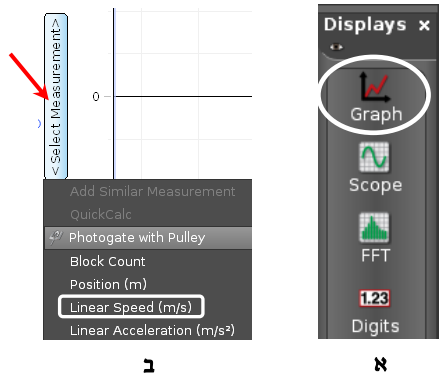 <Select Measurement>
0
Add Similar Measurement
QuickCalc
Photogate with Pulley
Block Count
Position (m)
Linear Speed (m/s)
Linear Acceleration (m/s²)
ב
Displays ×
Graph
Scope
FFT
1.23
Digits
א